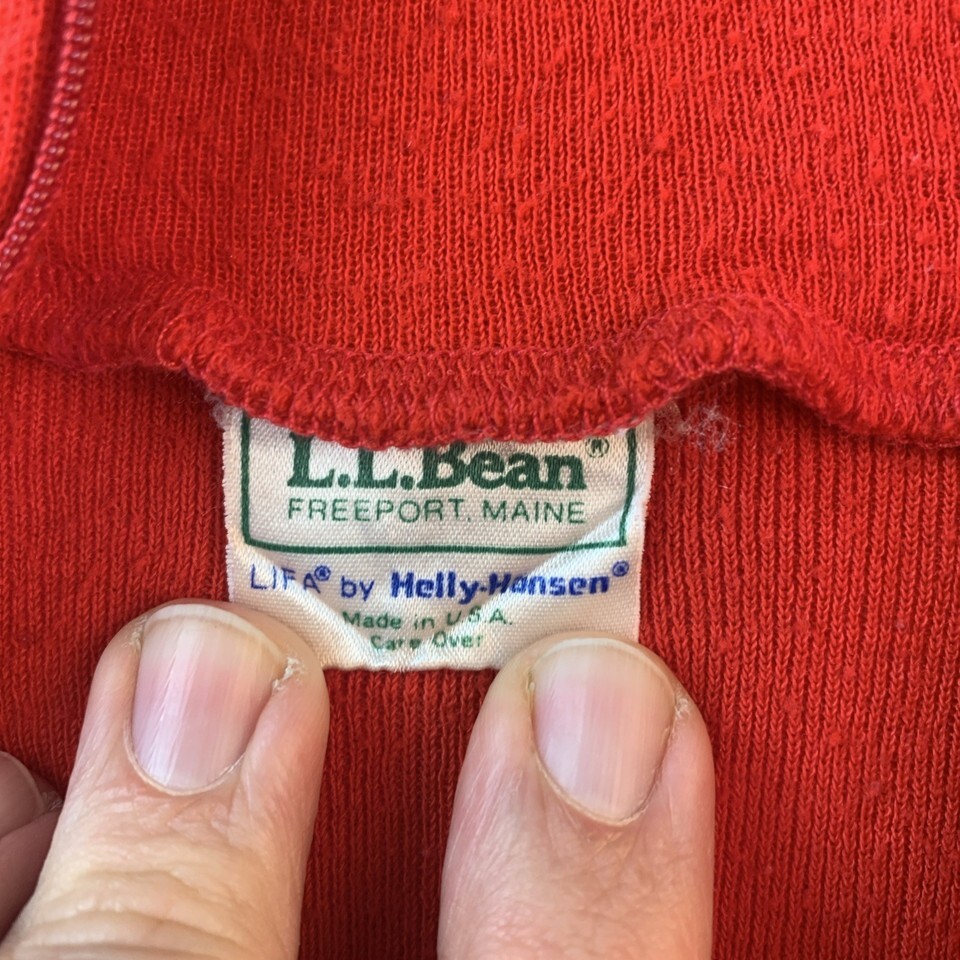 L.L.Bean®
FREEPORT, MAINE
LIFA® by Helly-Hansen®
Made in U.S.A.
Care Over